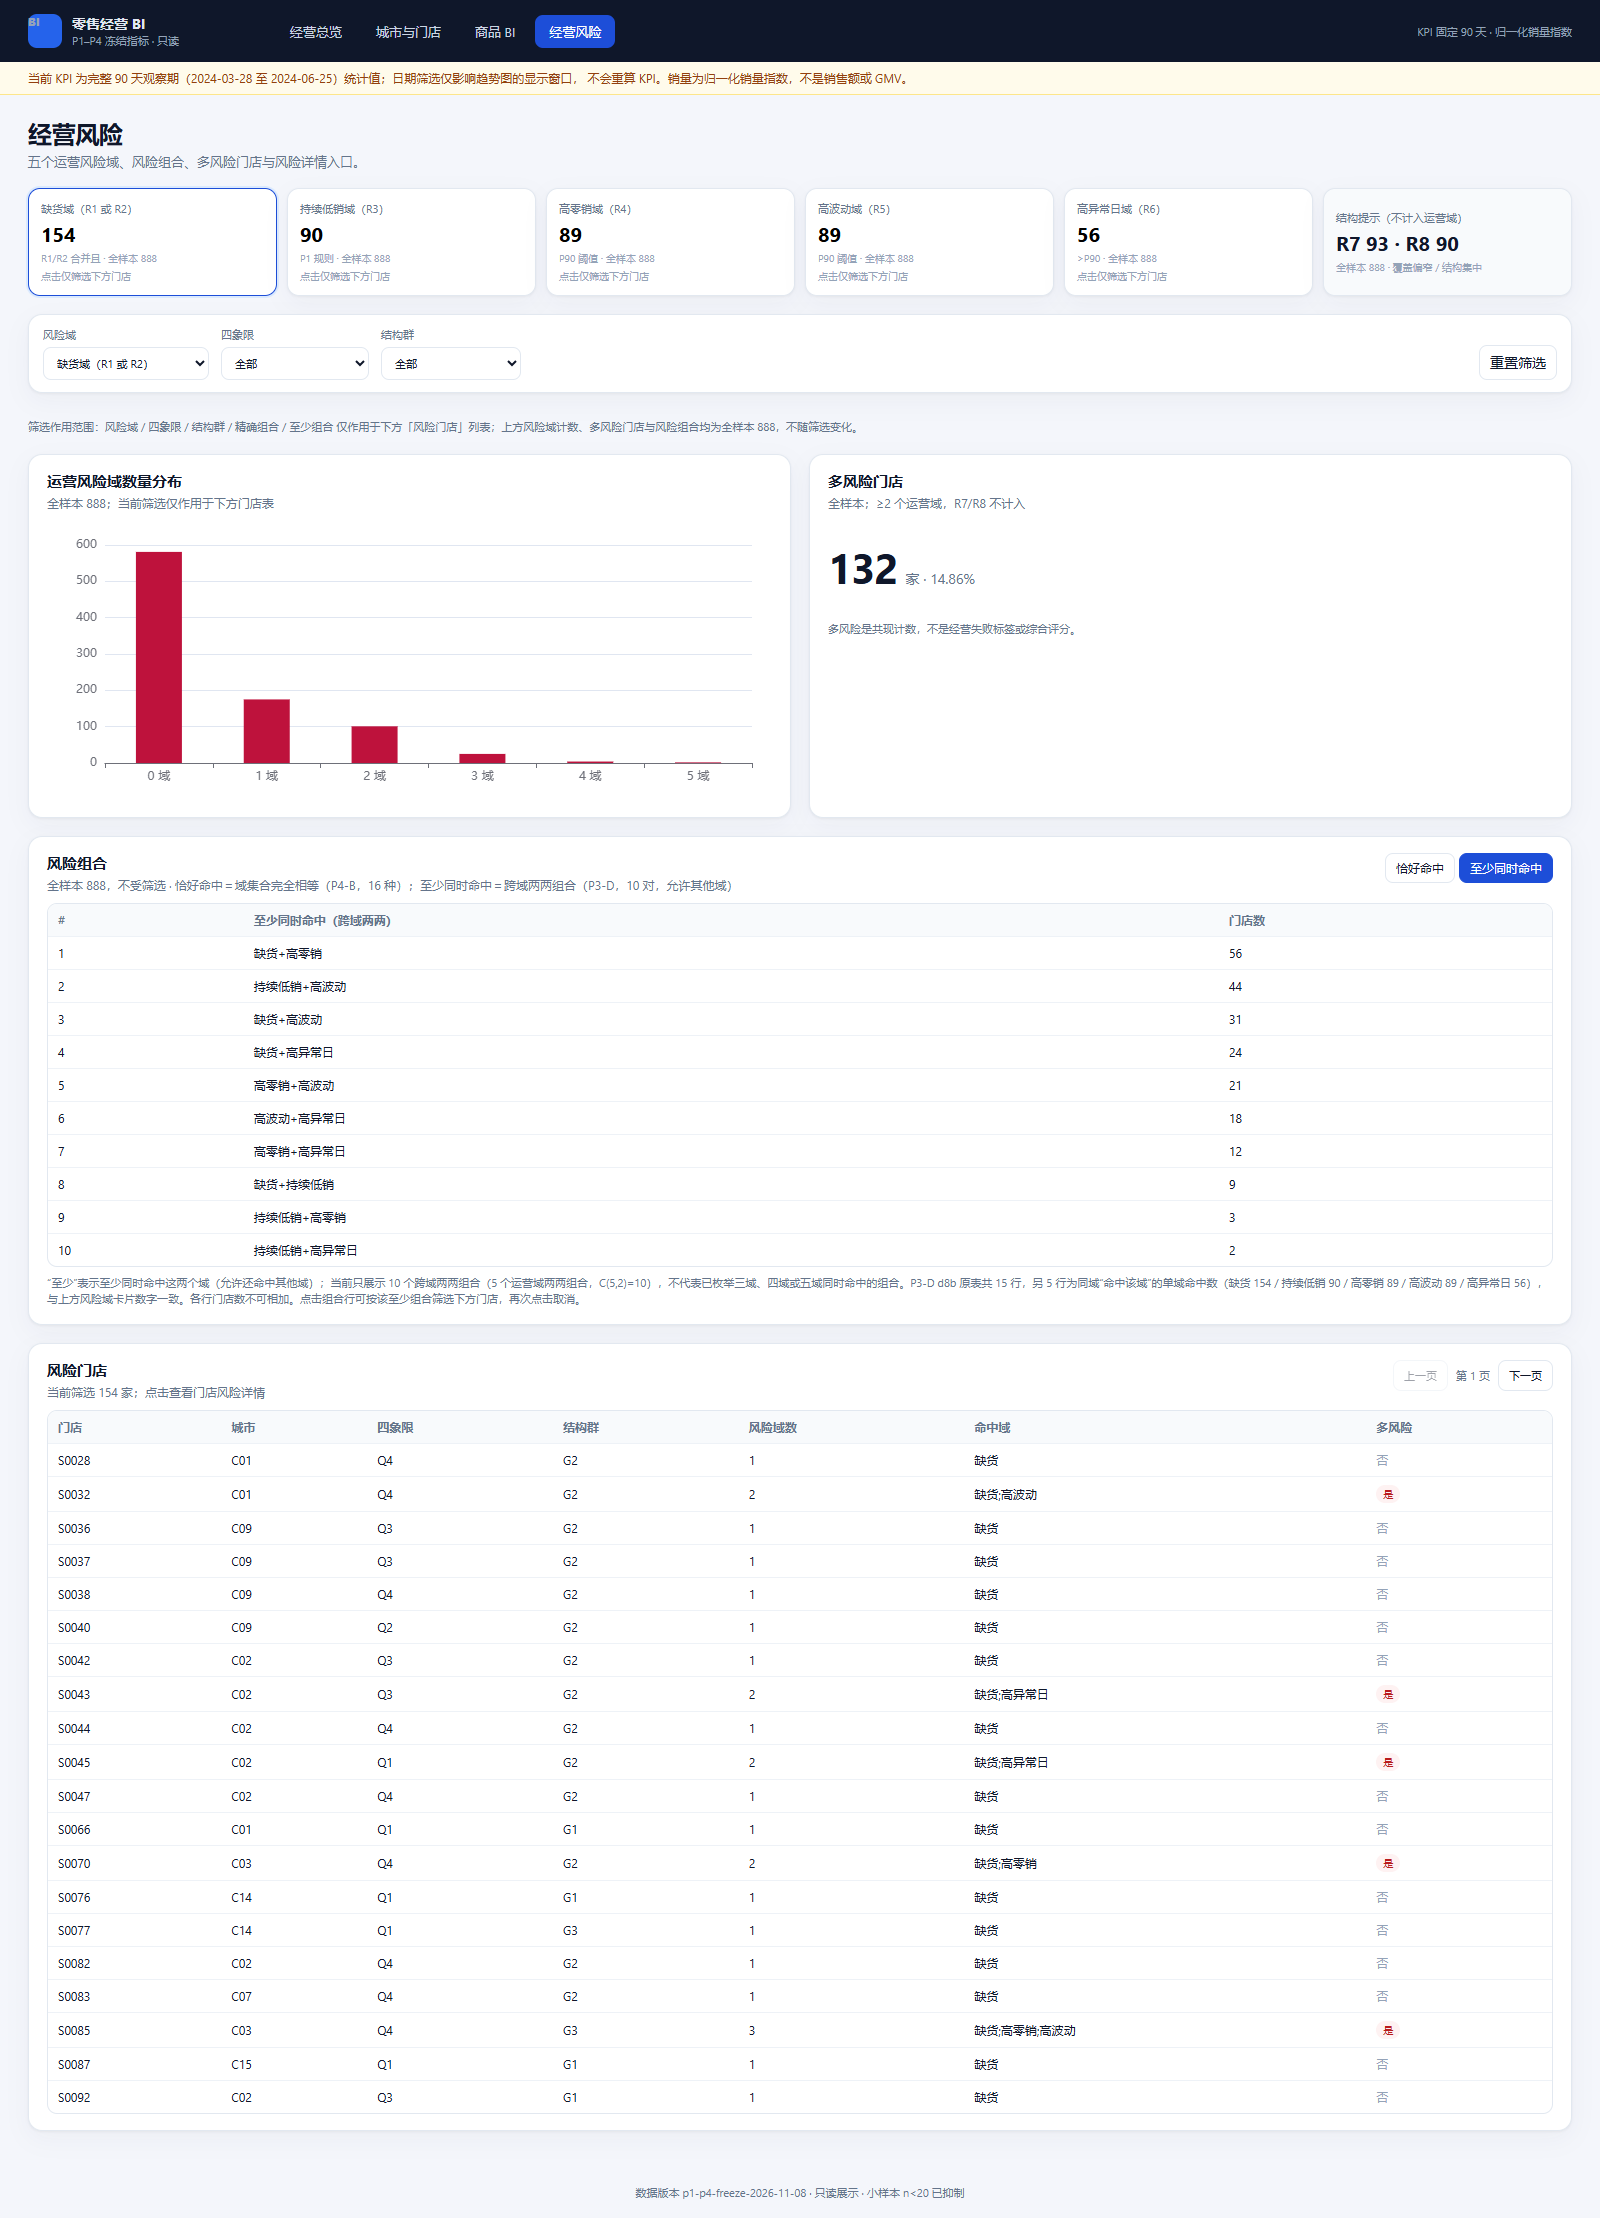 BI
零售经营 BI
P1–P4 冻结指标 · 只读
经营总览
城市与门店
商品 BI
经营风险
KPI 固定 90 天 · 归一化销量指数
当前 KPI 为完整 90 天观察期（2024-03-28 至 2024-06-25）统计值；日期筛选仅影响趋势图的显示窗口， 不会重算 KPI。销量为归一化销量指数，不是销售额或 GMV。
经营风险
五个运营风险域、风险组合、多风险门店与风险详情入口。
缺货域（R1 或 R2）
154
R1/R2 合并且 · 全样本 888
点击仅筛选下方门店
持续低销域（R3）
90
P1 规则 · 全样本 888
点击仅筛选下方门店
高零销域（R4）
89
P90 阈值 · 全样本 888
点击仅筛选下方门店
高波动域（R5）
89
P90 阈值 · 全样本 888
点击仅筛选下方门店
高异常日域（R6）
56
>P90 · 全样本 888
点击仅筛选下方门店
结构提示（不计入运营域）
R7 93 · R8 90
全样本 888 · 覆盖偏窄 / 结构集中
风险域
四象限
结构群
缺货域（R1 或 R2）
全部
全部
重置筛选
筛选作用范围：风险域 / 四象限 / 结构群 / 精确组合 / 至少组合 仅作用于下方「风险门店」列表；上方风险域计数、多风险门店与风险组合均为全样本 888，不随筛选变化。
运营风险域数量分布
全样本 888；当前筛选仅作用于下方门店表
600
500
400
300
200
100
0
0 域
1 域
2 域
3 域
4 域
5 域
多风险门店
全样本；≥2 个运营域，R7/R8 不计入
132 家 · 14.86%
多风险是共现计数，不是经营失败标签或综合评分。
风险组合
全样本 888，不受筛选 · 恰好命中 = 域集合完全相等（P4-B，16 种）；至少同时命中 = 跨域两两组合（P3-D，10 对，允许其他域）
恰好命中
至少同时命中
# 至少同时命中（跨域两两） 门店数
1 缺货+高零销 56
2 持续低销+高波动 44
3 缺货+高波动 31
4 缺货+高异常日 24
5 高零销+高波动 21
6 高波动+高异常日 18
7 高零销+高异常日 12
8 缺货+持续低销 9
9 持续低销+高零销 3
10 持续低销+高异常日 2
“至少”表示至少同时命中这两个域（允许还命中其他域）；当前只展示 10 个跨域两两组合（5 个运营域两两组合，C(5,2)=10），不代表已枚举三域、四域或五域同时命中的组合。P3-D d8b 原表共 15 行，另 5 行为同域“命中该域”的单域命中数（缺货 154 / 持续低销 90 / 高零销 89 / 高波动 89 / 高异常日 56），
与上方风险域卡片数字一致。各行门店数不可相加。点击组合行可按该至少组合筛选下方门店，再次点击取消。
风险门店
当前筛选 154 家；点击查看门店风险详情
上一页
第 1 页
下一页
门店 城市 四象限 结构群 风险域数 命中域 多风险
S0028 C01 Q4 G2 1 缺货 否
S0032 C01 Q4 G2 2 缺货;高波动 是
S0036 C09 Q3 G2 1 缺货 否
S0037 C09 Q3 G2 1 缺货 否
S0038 C09 Q4 G2 1 缺货 否
S0040 C09 Q2 G2 1 缺货 否
S0042 C02 Q3 G2 1 缺货 否
S0043 C02 Q3 G2 2 缺货;高异常日 是
S0044 C02 Q4 G2 1 缺货 否
S0045 C02 Q1 G2 2 缺货;高异常日 是
S0047 C02 Q4 G2 1 缺货 否
S0066 C01 Q1 G1 1 缺货 否
S0070 C03 Q4 G2 2 缺货;高零销 是
S0076 C14 Q1 G1 1 缺货 否
S0077 C14 Q1 G3 1 缺货 否
S0082 C02 Q4 G2 1 缺货 否
S0083 C07 Q4 G2 1 缺货 否
S0085 C03 Q4 G3 3 缺货;高零销;高波动 是
S0087 C15 Q1 G1 1 缺货 否
S0092 C02 Q3 G1 1 缺货 否
数据版本 p1-p4-freeze-2026-11-08 · 只读展示 · 小样本 n<20 已抑制